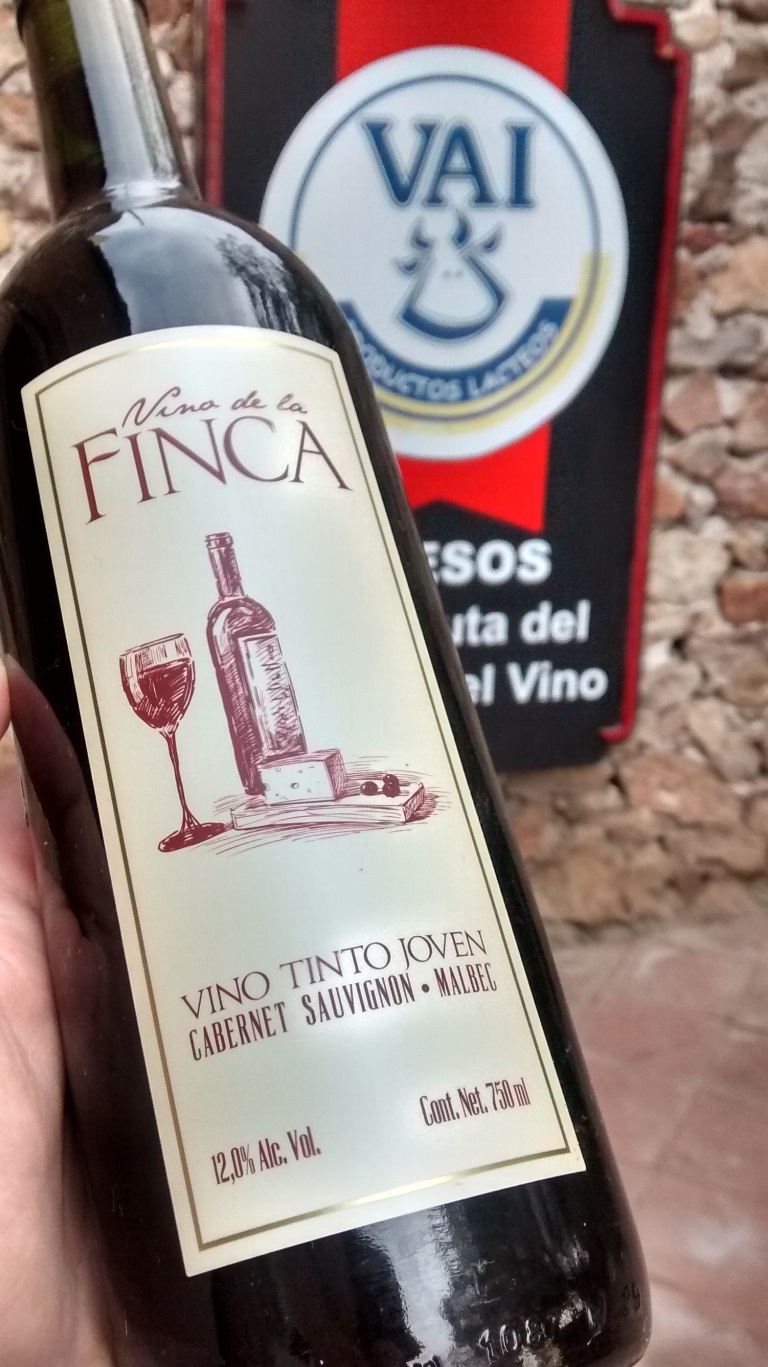 VAI
PRODUCTOS LACTEOS
ESOS
uta del
el Vino
Vino de la
FINCA
VINO TINTO JOVEN
CABERNET SAUVIGNON • MALBEC
12,0% Alc. Vol.
Cont. Net. 750 ml